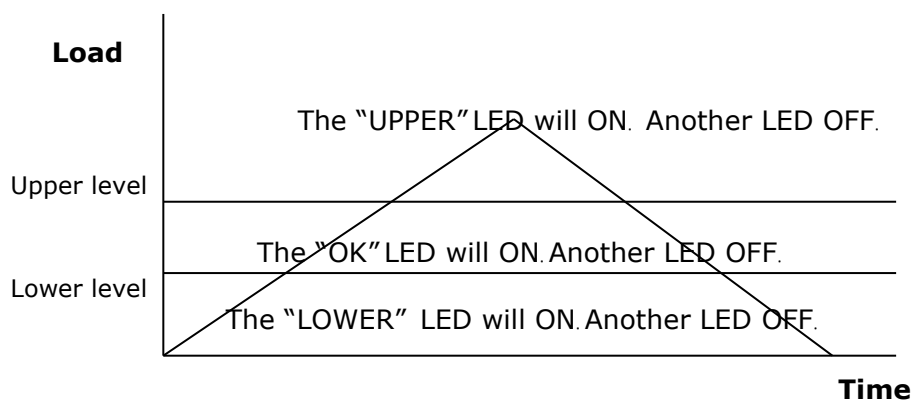 Load
The “UPPER” LED will ON. Another LED OFF.
Upper level
The “OK” LED will ON. Another LED OFF.
Lower level
The “LOWER” LED will ON. Another LED OFF.
Time